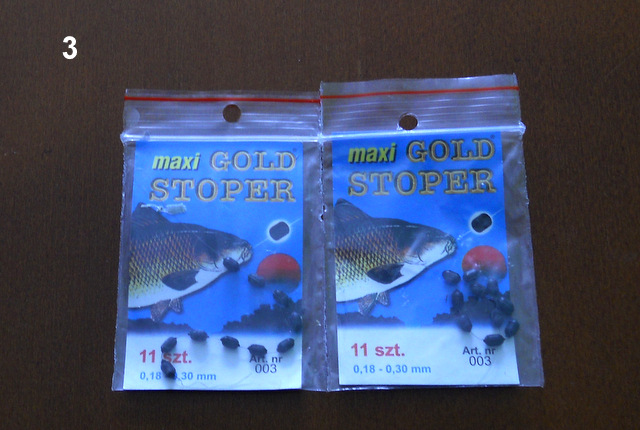 3
maxi GOLD
STOPER
11 szt.
Art. nr
003
0,18 - 0,30 mm
maxi GOLD
STOPER
11 szt.
Art. nr
003
0,18 - 0,30 mm